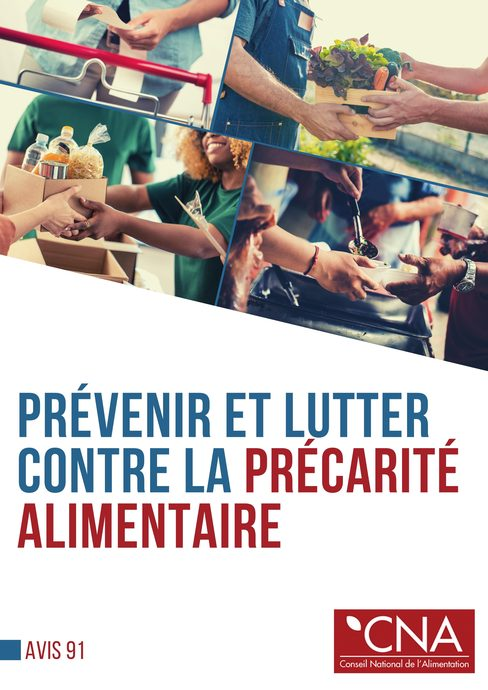 PRÉVENIR ET LUTTER
CONTRE LA PRÉCARITÉ
ALIMENTAIRE
AVIS 91
CNA
Conseil National de l'Alimentation